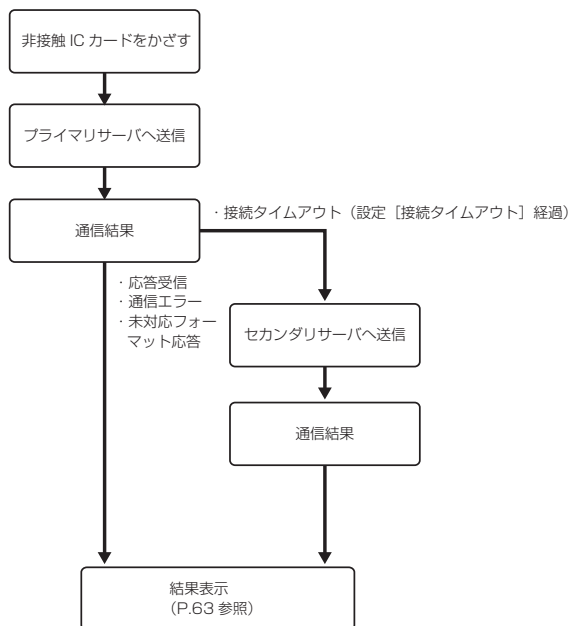 非接触 IC カードをかざす
プライマリサーバへ送信
通信結果
・接続タイムアウト（設定［接続タイムアウト］経過）
・応答受信
・通信エラー
・未対応フォー
マット応答
セカンダリサーバへ送信
通信結果
結果表示
（P.63 参照）